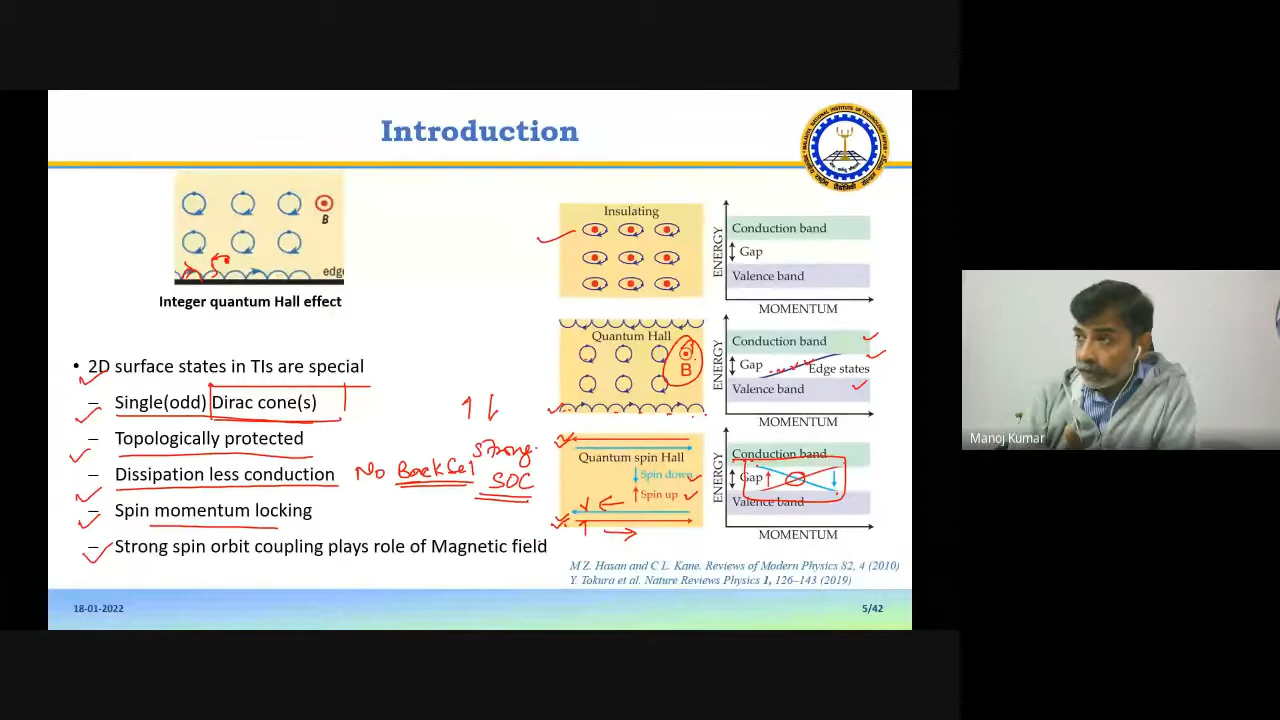 Introduction
B
edge
Integer quantum Hall effect
• 2D surface states in TIs are special
– Single(odd) Dirac cone(s)
– Topologically protected
– Dissipation less conduction
No
Strong
SOC
– Spin momentum locking
– Strong spin orbit coupling plays role of Magnetic field
Insulating
ENERGY
Conduction band
Gap
Valence band
MOMENTUM
Quantum Hall
B
ENERGY
Conduction band
Gap
Edge states
Valence band
MOMENTUM
Quantum spin Hall
Spin down
Spin up
ENERGY
Conduction band
Gap
Valence band
MOMENTUM
M Z. Hasan and C L. Kane. Reviews of Modern Physics 82, 4 (2010)
Y. Tokura et al. Nature Reviews Physics 1, 126–143 (2019)
18-01-2022
5/42
Manoj Kumar